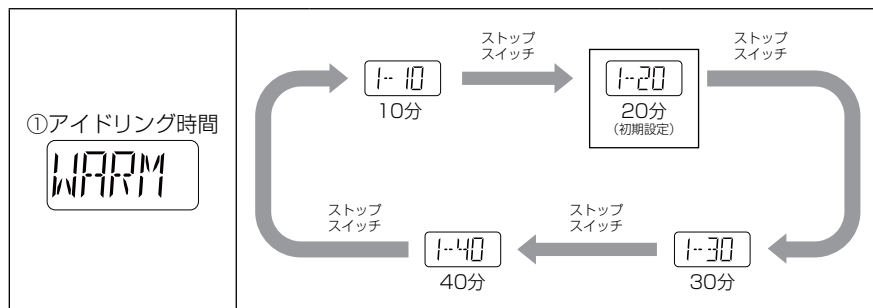 ①アイドリング時間
WARM
ストップ
スイッチ
ストップ
スイッチ
1-10
10分
1-20
20分
(初期設定)
ストップ
スイッチ
ストップ
スイッチ
1-40
40分
1-30
30分